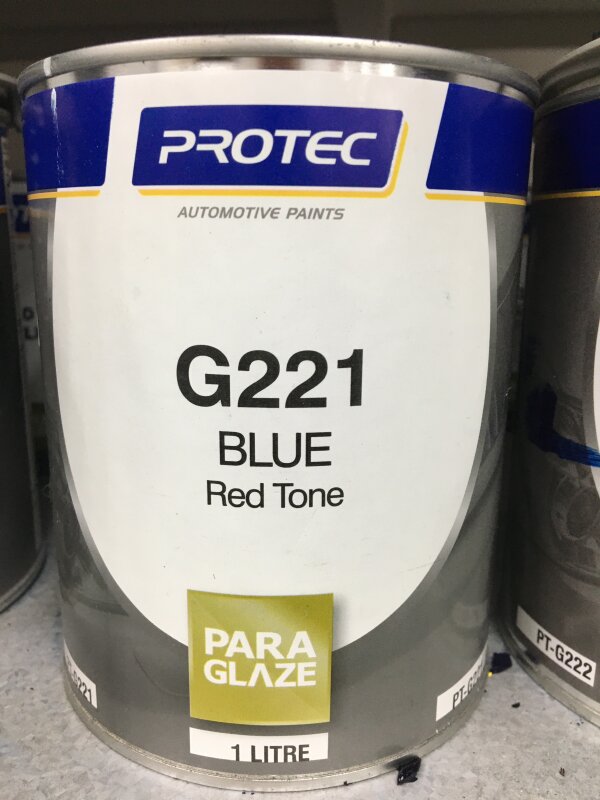 PROTEC
AUTOMOTIVE PAINTS
G221
BLUE
Red Tone
PARA
GLAZE
1 LITRE
PT-G222